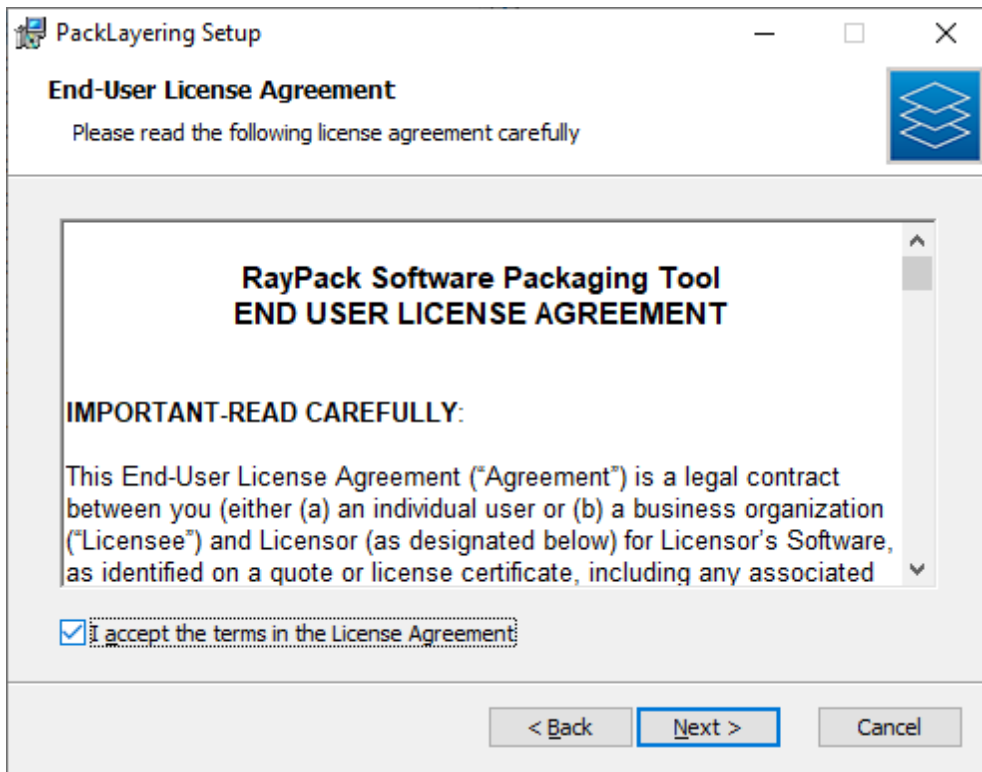 PackLayering Setup
End-User License Agreement
Please read the following license agreement carefully
RayPack Software Packaging Tool
END USER LICENSE AGREEMENT
IMPORTANT-READ CAREFULLY:
This End-User License Agreement (“Agreement”) is a legal contract
between you (either (a) an individual user or (b) a business organization
(“Licensee”) and Licensor (as designated below) for Licensor’s Software,
as identified on a quote or license certificate, including any associated
I accept the terms in the License Agreement
< Back Next > Cancel